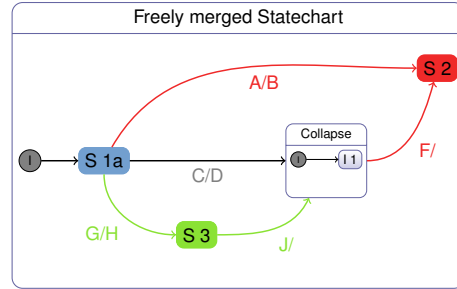 Freely merged Statechart
S 2
A/B
Collapse
I
I 1
F/
I
S 1a
C/D
G/H
S 3
J/